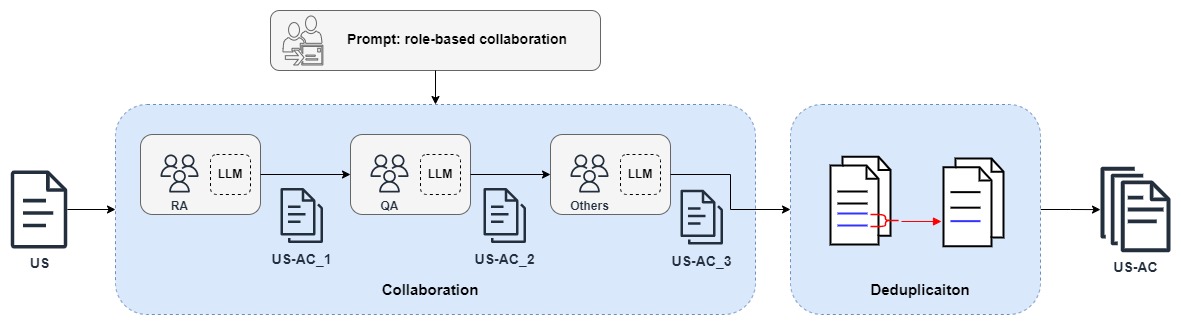 Prompt: role-based collaboration
LLM
LLM
LLM
RA
QA
Others
US
US-AC_1
US-AC_2
US-AC_3
US-AC
Collaboration
Deduplicaiton